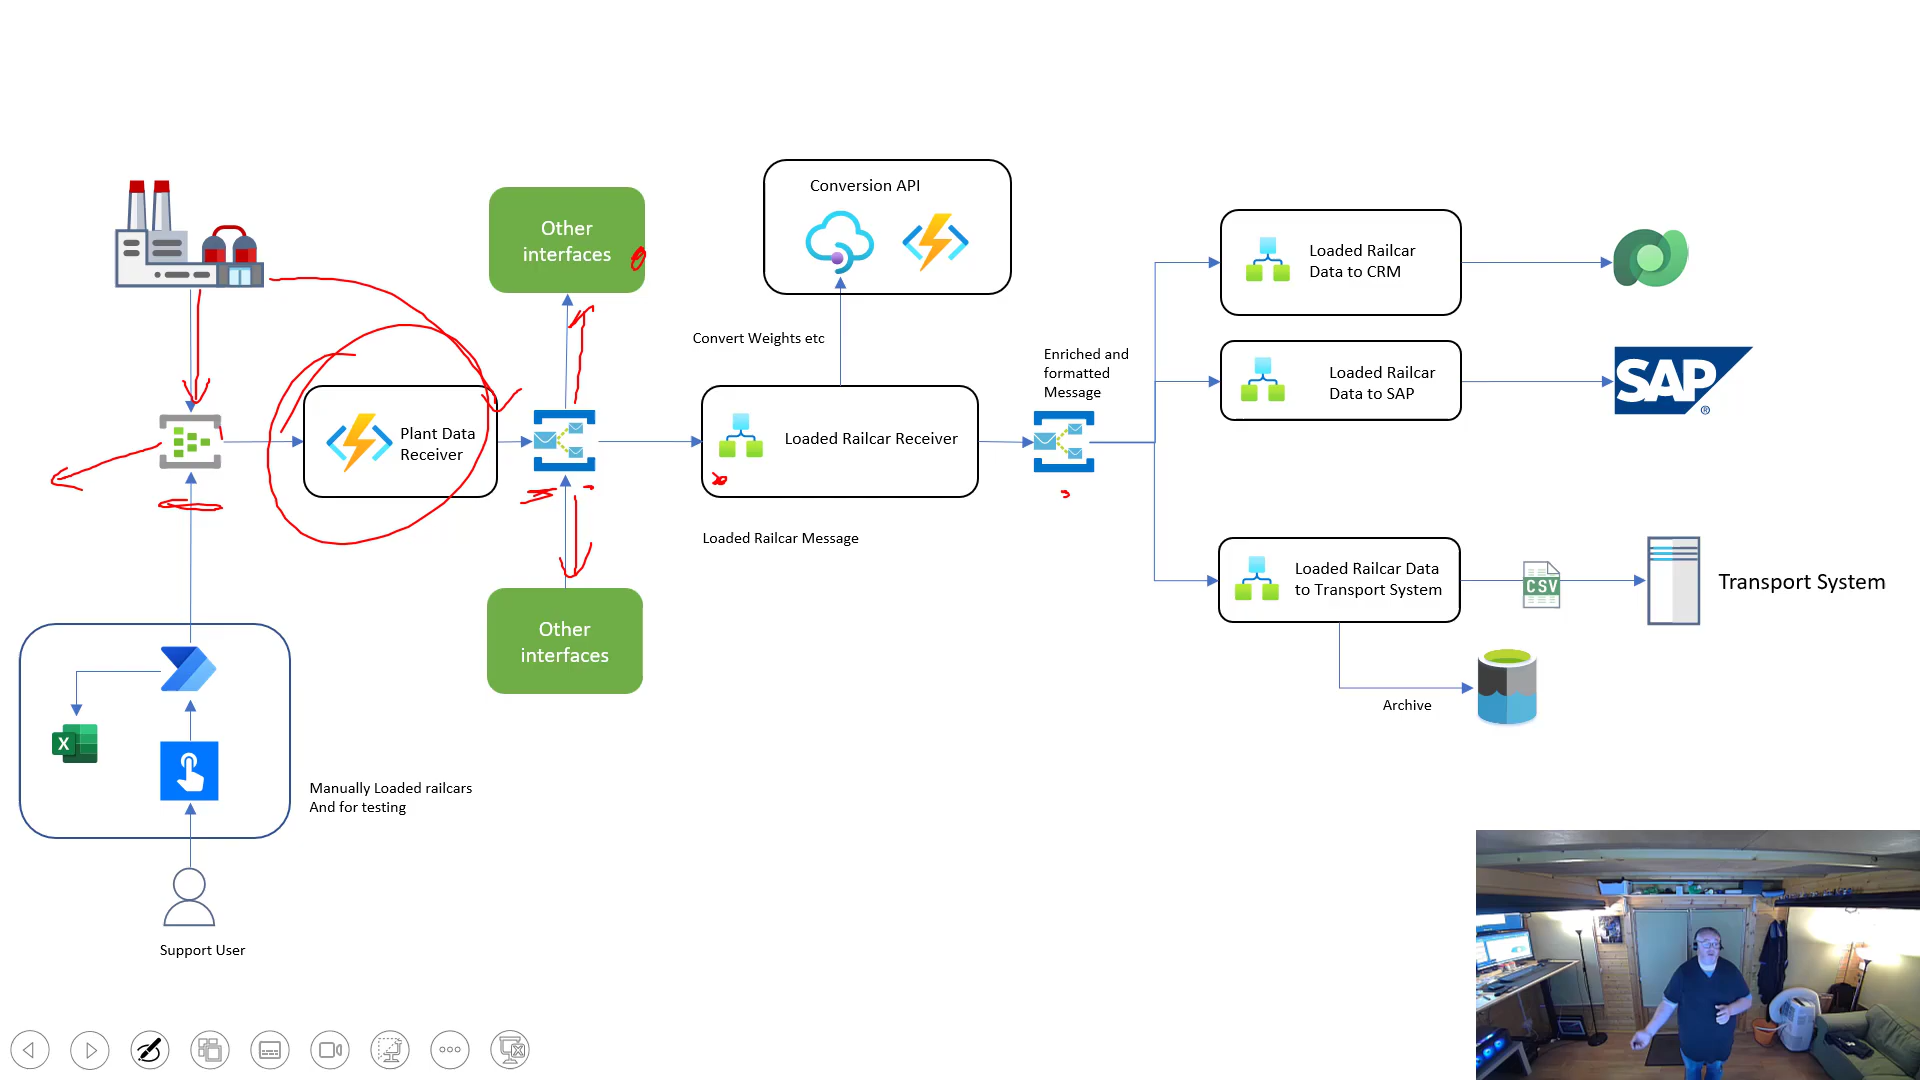 Conversion API
Other
interfaces
Loaded Railcar
Data to CRM
Convert Weights etc
Enriched and
formatted
Message
Loaded Railcar
Data to SAP
SAP
®
Plant Data
Receiver
Loaded Railcar Receiver
Loaded Railcar Message
Loaded Railcar Data
to Transport System
CSV
Transport System
Other
interfaces
Archive
X
Manually Loaded railcars
And for testing
Support User